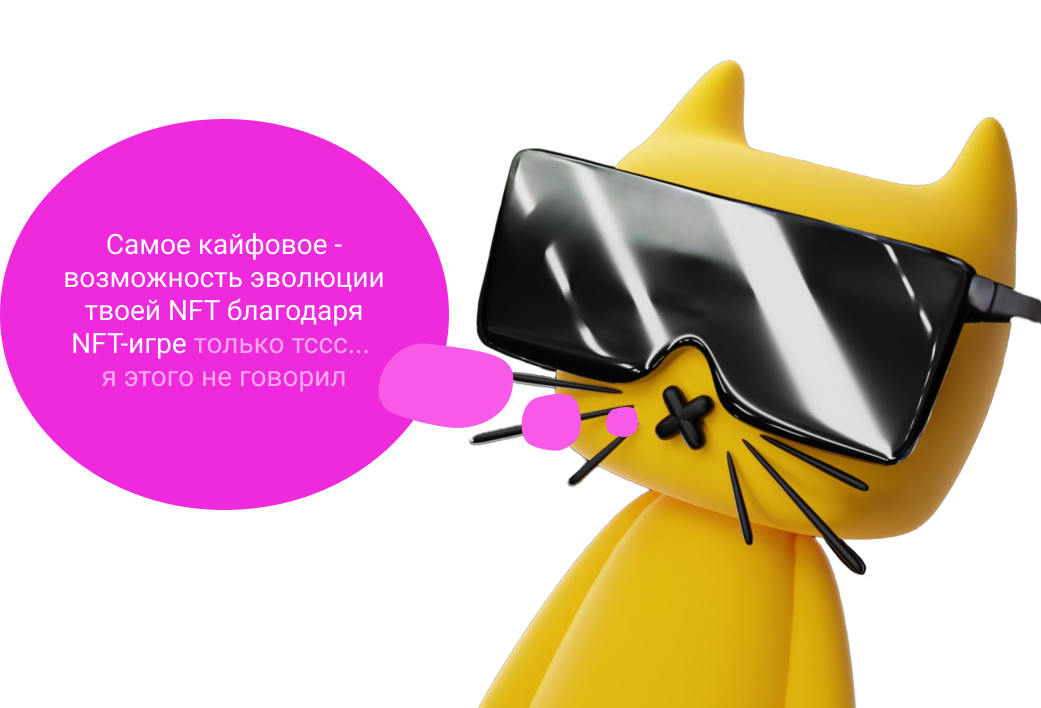 Самое кайфовое -
возможность эволюции
твоей NFT благодаря
NFT-игре только тссс...
я этого не говорил